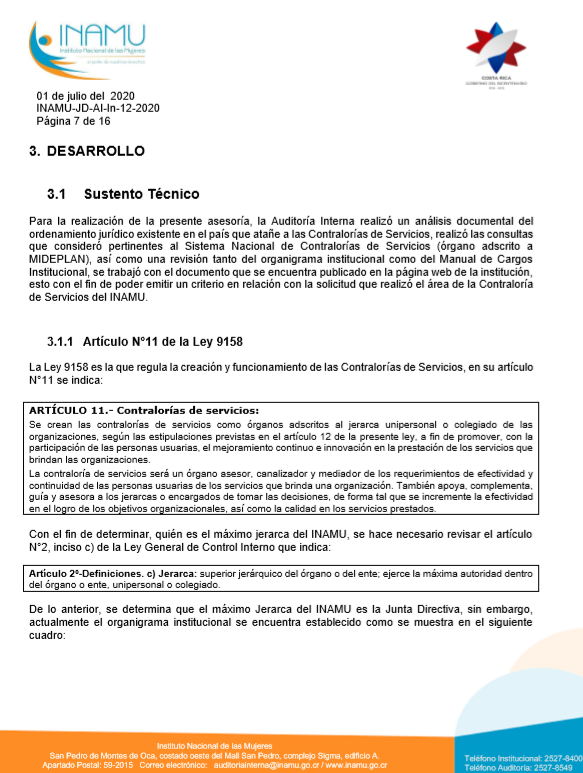 INAMU
Instituto Nacional de las Mujeres
COSTA RICA
GOBIERNO DEL BICENTENARIO
01 de julio del 2020
INAMU-JD-AI-In-12-2020
Página 7 de 16
3. DESARROLLO
3.1 Sustento Técnico
Para la realización de la presente asesoría, la Auditoría Interna realizó un análisis documental del
ordenamiento jurídico existente en el país que atañe a las Contralorías de Servicios, realizó las consultas
que consideró pertinentes al Sistema Nacional de Contralorías de Servicios (órgano adscrito a
MIDEPLAN), así como una revisión tanto del organigrama institucional como del Manual de Cargos
Institucional, se trabajó con el documento que se encuentra publicado en la página web de la institución,
esto con el fin de poder emitir un criterio en relación con la solicitud que realizó el área de la Contraloría
de Servicios del INAMU.
3.1.1 Artículo N°11 de la Ley 9158
La Ley 9158 es la que regula la creación y funcionamiento de las Contralorías de Servicios, en su artículo
N°11 se indica:
ARTÍCULO 11.- Contralorías de servicios:
Se crean las contralorías de servicios como órganos adscritos al jerarca unipersonal o colegiado de las
organizaciones, según las estipulaciones previstas en el artículo 12 de la presente ley, a fin de promover, con la
participación de las personas usuarias, el mejoramiento continuo e innovación en la prestación de los servicios que
brindan las organizaciones.
La contraloría de servicios será un órgano asesor, canalizador y mediador de los requerimientos de efectividad y
continuidad de las personas usuarias de los servicios que brinda una organización. También apoya, complementa,
guía y asesora a los jerarcas o encargados de tomar las decisiones, de forma tal que se incremente la efectividad
en el logro de los objetivos organizacionales, así como la calidad en los servicios prestados.
Con el fin de determinar, quién es el máximo jerarca del INAMU, se hace necesario revisar el artículo
N°2, inciso c) de la Ley General de Control Interno que indica:
Artículo 2º-Definiciones. c) Jerarca: superior jerárquico del órgano o del ente; ejerce la máxima autoridad dentro
del órgano o ente, unipersonal o colegiado.
De lo anterior, se determina que el máximo Jerarca del INAMU es la Junta Directiva, sin embargo,
actualmente el organigrama institucional se encuentra establecido como se muestra en el siguiente
cuadro:
Instituto Nacional de las Mujeres
San Pedro de Montes de Oca, costado oeste del Mall San Pedro, complejo Sigma, edificio A.
Apartado Postal: 59-2015 Correo electrónico: auditoriainterna@inamu.go.cr / www.inamu.go.cr
Teléfono Institucional: 2527-8400
Teléfono Auditoría: 2527-8549